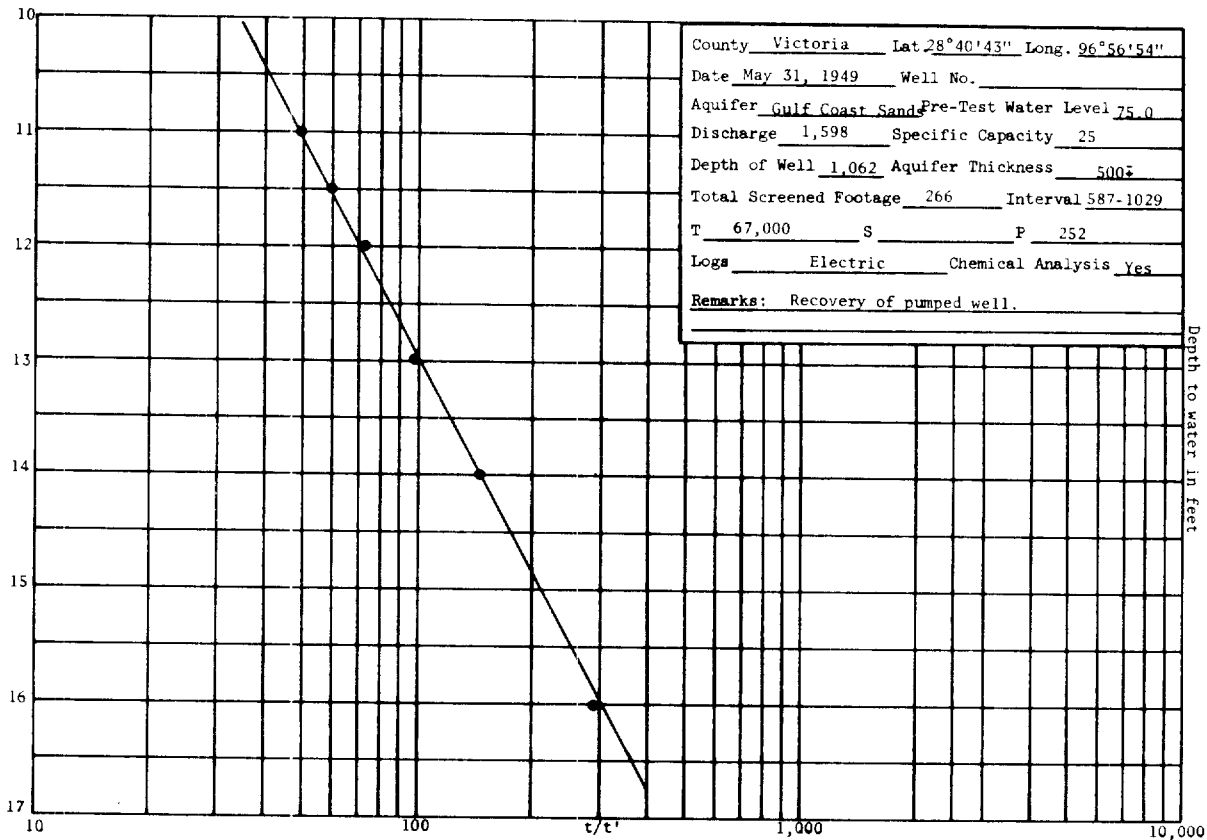 County Victoria Lat. 28°40'43" Long. 96°56'54"
Date May 31, 1949 Well No.
Aquifer Gulf Coast Sands Pre-Test Water Level 75.0
Discharge 1,598 Specific Capacity 25
Depth of Well 1,062 Aquifer Thickness 500±
Total Screened Footage 266 Interval 587-1029
T 67,000 S P 252
Logs Electric Chemical Analysis Yes
Remarks: Recovery of pumped well.
10
11
12
13
14
15
16
17
Depth to water in feet
10 100 t/t' 1,000 10,000